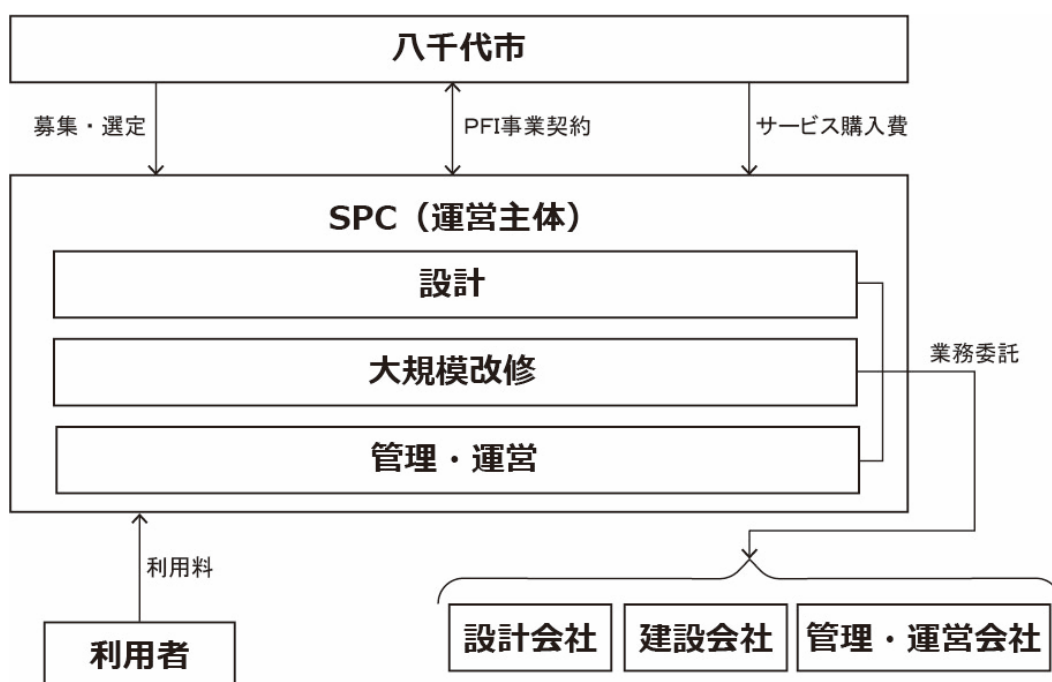 八千代市
募集・選定
PFI事業契約
サービス購入費
SPC（運営主体）
設計
大規模改修
業務委託
管理・運営
利用料
利用者
設計会社
建設会社
管理・運営会社